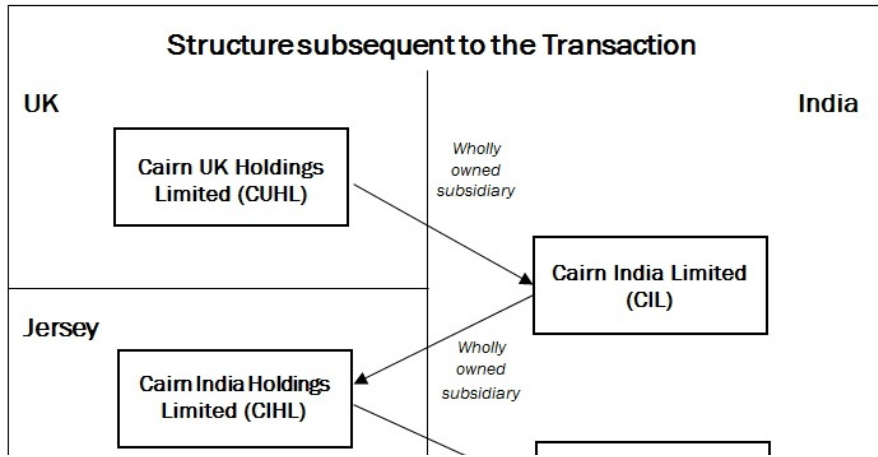 Structure subsequent to the Transaction
UK
India
Cairn UK Holdings
Limited (CUHL)
Wholly
owned
subsidiary
Cairn India Limited
(CIL)
Jersey
Wholly
owned
subsidiary
Cairn India Holdings
Limited (CIHL)